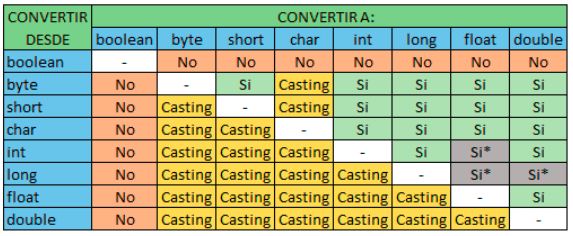 CONVERTIR CONVERTIR A:
DESDE boolean byte short char int long float double
boolean - No No No No No No No
byte No - Si Casting Si Si Si Si
short No Casting - Casting Si Si Si Si
char No Casting Casting - Si Si Si Si
int No Casting Casting Casting - Si Si* Si
long No Casting Casting Casting Casting - Si* Si*
float No Casting Casting Casting Casting Casting - Si
double No Casting Casting Casting Casting Casting Casting -